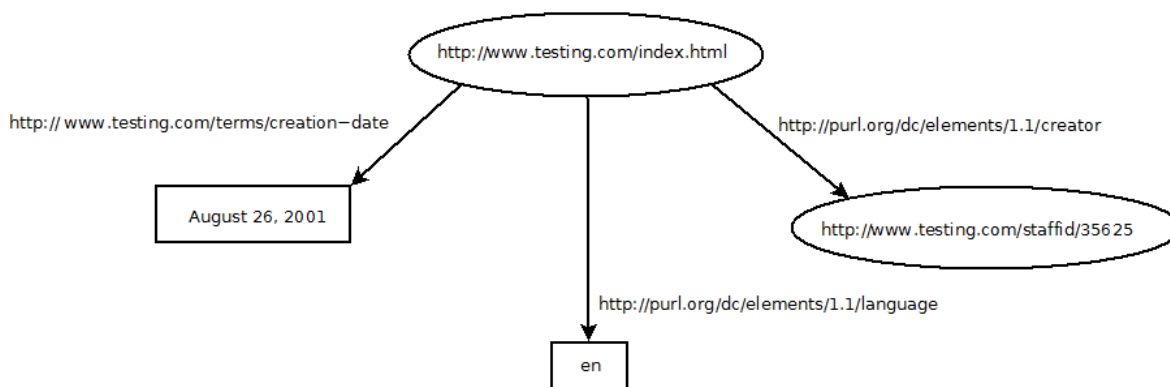 http://www.testing.com/index.html
http:// www.testing.com/terms/creation−date
http://purl.org/dc/elements/1.1/creator
August 26, 2001
http://www.testing.com/staffid/35625
http://purl.org/dc/elements/1.1/language
en